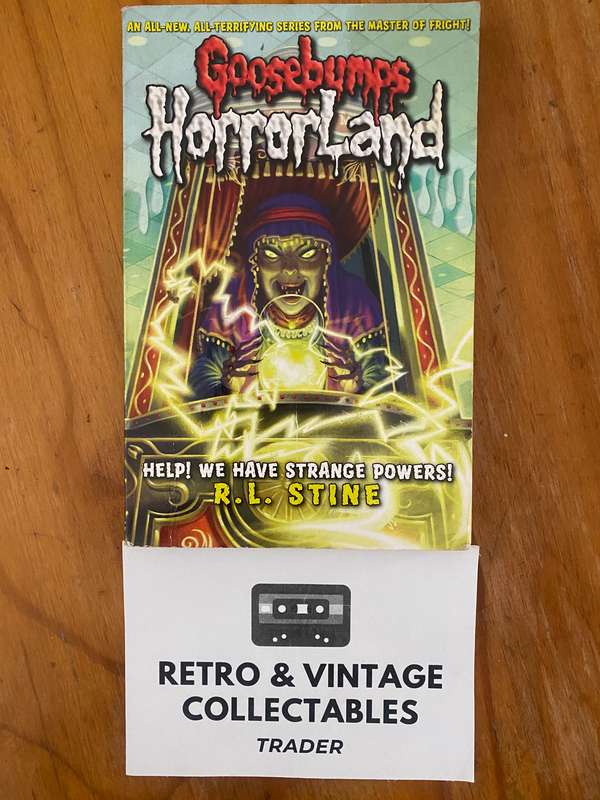 AN ALL-NEW, ALL-TERRIFYING SERIES FROM THE MASTER OF FRIGHT!
Goosebumps
HorrorLand
HELP! WE HAVE STRANGE POWERS!
R.L. STINE
RETRO & VINTAGE
COLLECTABLES
TRADER